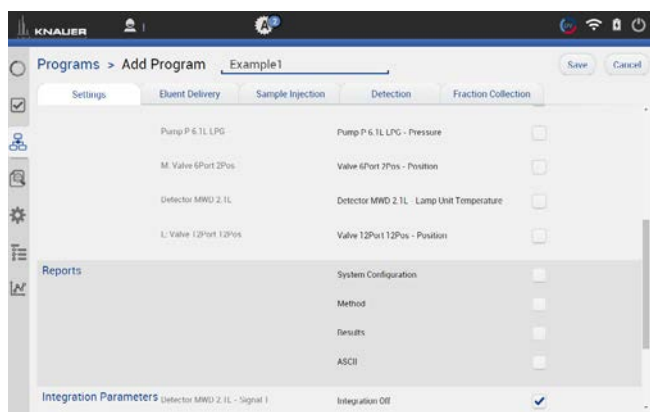 KNAUER 1 A 2
Programs > Add Program Example1 Save Cancel
Settings Eluent Delivery Sample Injection Detection Fraction Collection
Pump P 6.1L LPG Pump P 6.1L LPG - Pressure
M: Valve 6Port 2Pos Valve 6Port 2Pos - Position
Detector MWD 2.1L Detector MWD 2.1L - Lamp Unit Temperature
L: Valve 12Port 12Pos Valve 12Port 12Pos - Position
Reports System Configuration
Method
Results
ASCII
Integration Parameters Detector MWD 2.1L - Signal 1 Integration Off